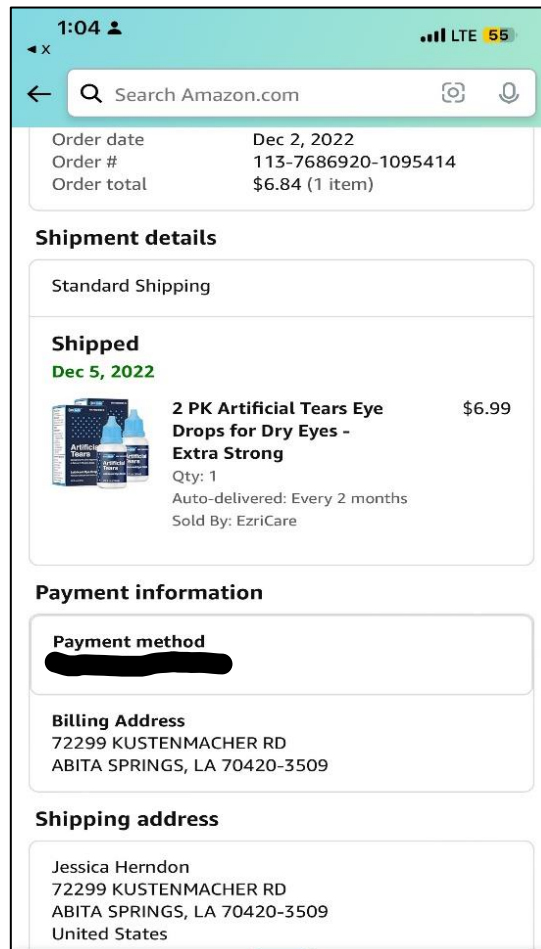 1:04
◄ X
LTE 55
Search Amazon.com
Order date Dec 2, 2022
Order # 113-7686920-1095414
Order total $6.84 (1 item)
Shipment details
Standard Shipping
Shipped
Dec 5, 2022
Artificial
Tears
2 PK Artificial Tears Eye $6.99
Drops for Dry Eyes -
Extra Strong
Qty: 1
Auto-delivered: Every 2 months
Sold By: EzriCare
Payment information
Payment method
Billing Address
72299 KUSTENMACHER RD
ABITA SPRINGS, LA 70420-3509
Shipping address
Jessica Herndon
72299 KUSTENMACHER RD
ABITA SPRINGS, LA 70420-3509
United States